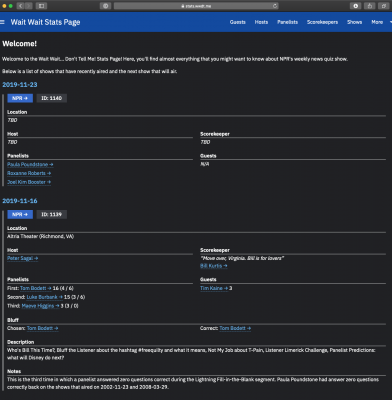 stats.wwdt.me
Wait Wait Stats Page
Guests Hosts Panelists Scorekeepers Shows More
Welcome!
Welcome to the Wait Wait... Don't Tell Me! Stats Page! Here, you'll find almost everything that you might want to know about NPR's weekly news quiz show.
Below is a list of shows that have recently aired and the next show that will air.
2019-11-23
NPR → ID: 1140
Location
TBD
Host Scorekeeper
TBD TBD
Panelists Guests
Paula Poundstone → N/A
Roxanne Roberts →
Joel Kim Booster →
2019-11-16
NPR → ID: 1139
Location
Altria Theater (Richmond, VA)
Host Scorekeeper
Peter Sagal → "Move over, Virginia. Bill is for lovers"
Bill Kurtis →
Panelists Guests
First: Tom Bodett → 16 (4 / 6) Tim Kaine → 3
Second: Luke Burbank → 15 (3 / 6)
Third: Maeve Higgins → 3 (3 / 0)
Bluff
Chosen: Tom Bodett → Correct: Tom Bodett →
Description
Who's Bill This Time?, Bluff the Listener about the hashtag #freequity and what it means, Not My Job about T-Pain, Listener Limerick Challenge, Panelist Predictions:
what will Disney do next?
Notes
This is the third time in which a panelist answered zero questions correct during the Lightning Fill-in-the-Blank segment. Paula Poundstone had answer zero questions
correctly back on the shows that aired on 2002-11-23 and 2008-03-29.